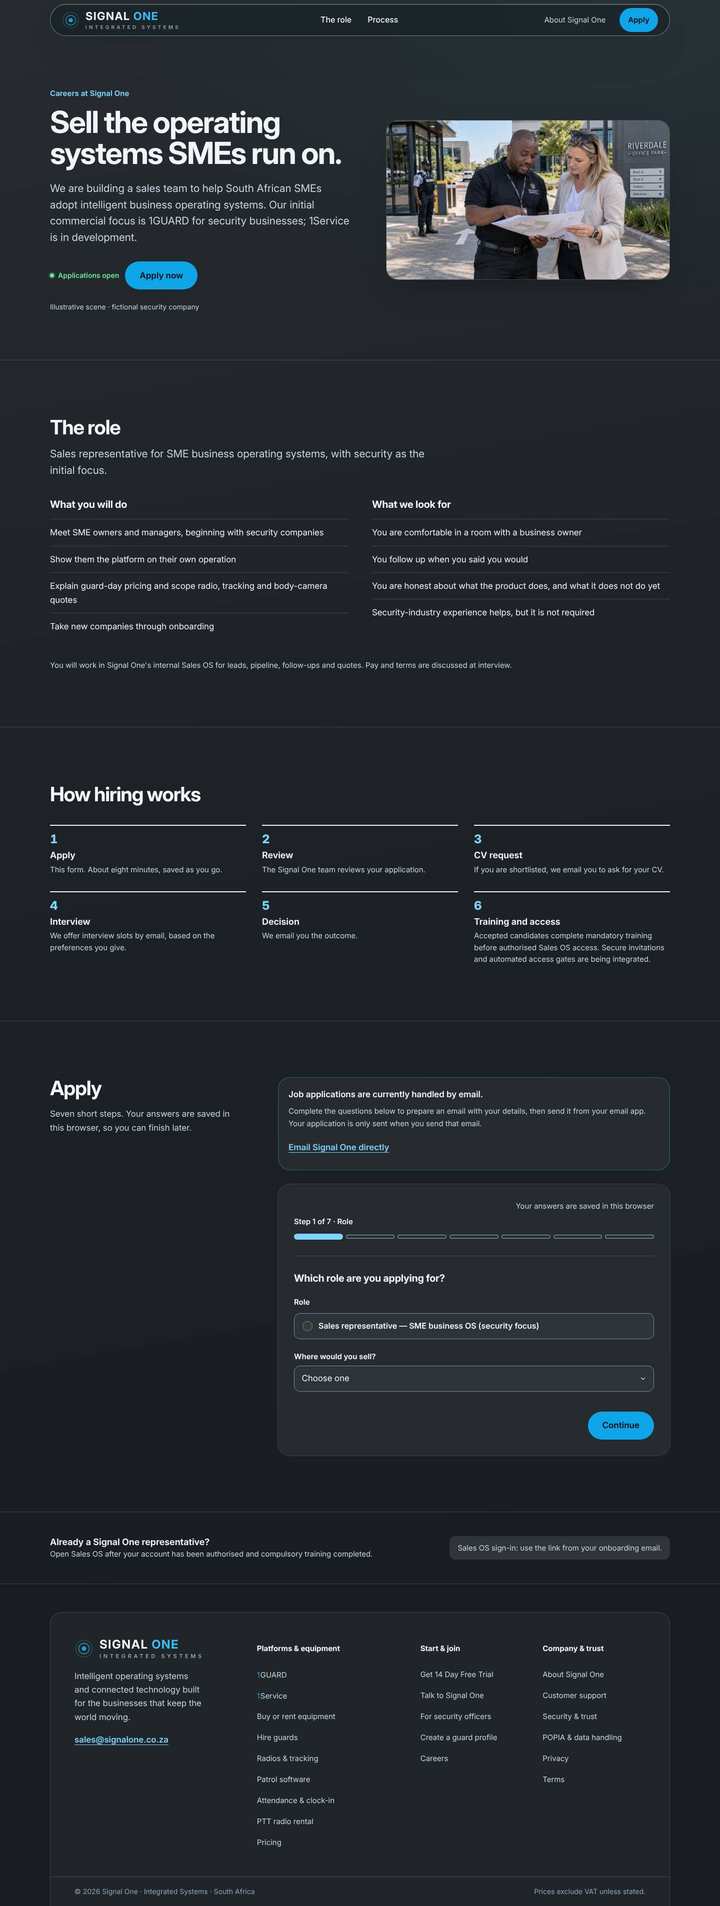 SIGNAL ONE
INTEGRATED SYSTEMS
The role
Process
About Signal One
Apply
Careers at Signal One
Sell the operating
systems SMEs run on.
We are building a sales team to help South African SMEs
adopt intelligent business operating systems. Our initial
commercial focus is 1GUARD for security businesses; 1Service
is in development.
Applications open
Apply now
Illustrative scene · fictional security company
RIVERDALE
OFFICE PARK
The role
Sales representative for SME business operating systems, with security as the
initial focus.
What you will do
Meet SME owners and managers, beginning with security companies
Show them the platform on their own operation
Explain guard-day pricing and scope radio, tracking and body-camera
quotes
Take new companies through onboarding
What we look for
You are comfortable in a room with a business owner
You follow up when you said you would
You are honest about what the product does, and what it does not do yet
Security-industry experience helps, but it is not required
You will work in Signal One's internal Sales OS for leads, pipeline, follow-ups and quotes. Pay and terms are discussed at interview.
How hiring works
1
Apply
This form. About eight minutes, saved as you go.
2
Review
The Signal One team reviews your application.
3
CV request
If you are shortlisted, we email you to ask for your CV.
4
Interview
We offer interview slots by email, based on the
preferences you give.
5
Decision
We email you the outcome.
6
Training and access
Accepted candidates complete mandatory training
before authorised Sales OS access. Secure invitations
and automated access gates are being integrated.
Apply
Seven short steps. Your answers are saved in
this browser, so you can finish later.
Job applications are currently handled by email.
Complete the questions below to prepare an email with your details, then send it from your email app.
Your application is only sent when you send that email.
Email Signal One directly
Your answers are saved in this browser
Step 1 of 7 · Role
Which role are you applying for?
Role
Sales representative — SME business OS (security focus)
Where would you sell?
Choose one
Continue
Already a Signal One representative?
Open Sales OS after your account has been authorised and compulsory training completed.
Sales OS sign-in: use the link from your onboarding email.
SIGNAL ONE
INTEGRATED SYSTEMS
Intelligent operating systems
and connected technology built
for the businesses that keep the
world moving.
sales@signalone.co.za
Platforms & equipment
1GUARD
1Service
Buy or rent equipment
Hire guards
Radios & tracking
Patrol software
Attendance & clock-in
PTT radio rental
Pricing
Start & join
Get 14 Day Free Trial
Talk to Signal One
For security officers
Create a guard profile
Careers
Company & trust
About Signal One
Customer support
Security & trust
POPIA & data handling
Privacy
Terms
© 2026 Signal One · Integrated Systems · South Africa
Prices exclude VAT unless stated.